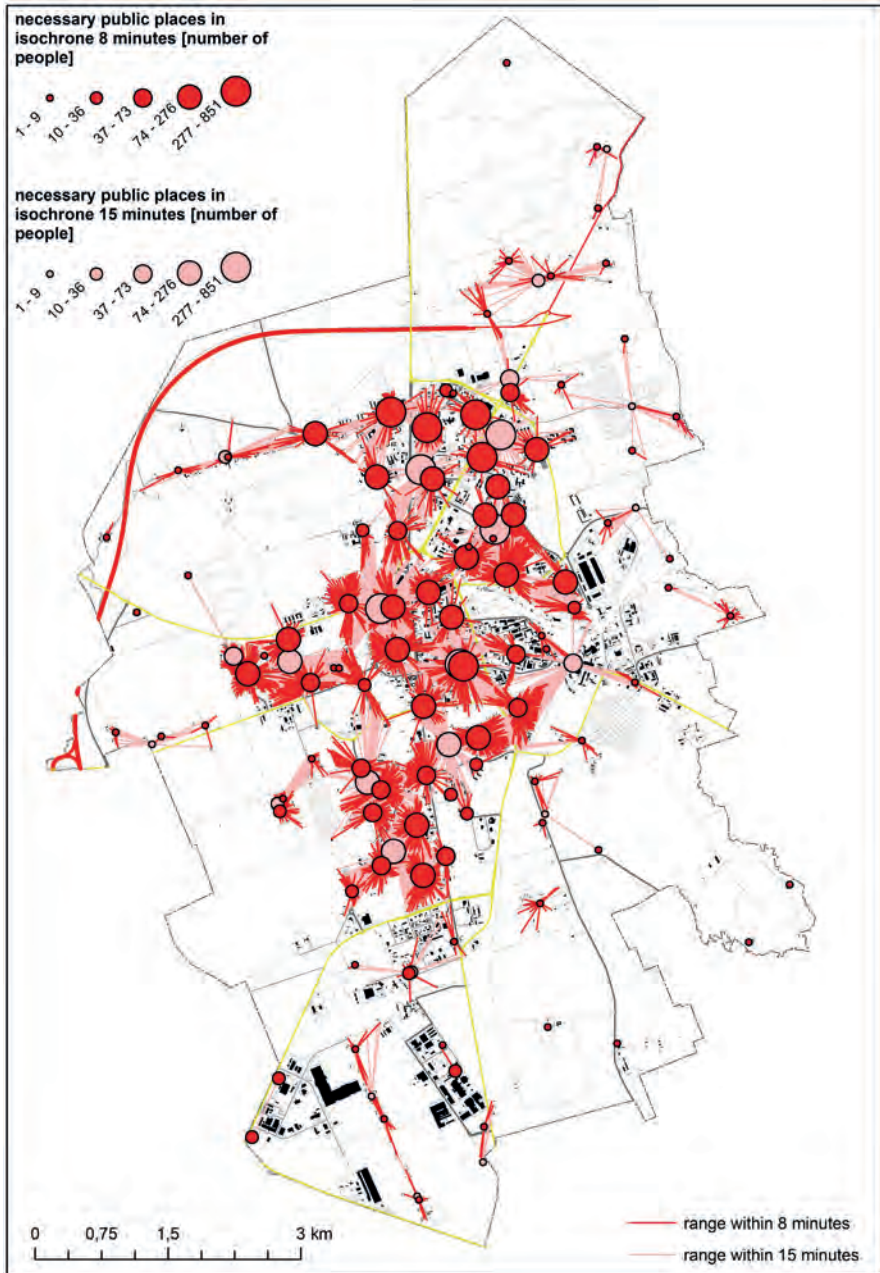 necessary public places in
isochrone 8 minutes [number of
people]
1 - 9
10 - 36
37 - 73
74 - 276
277 - 851
necessary public places in
isochrone 15 minutes [number of
people]
1 - 9
10 - 36
37 - 73
74 - 276
277 - 851
0 0,75 1,5 3 km
range within 8 minutes
range within 15 minutes